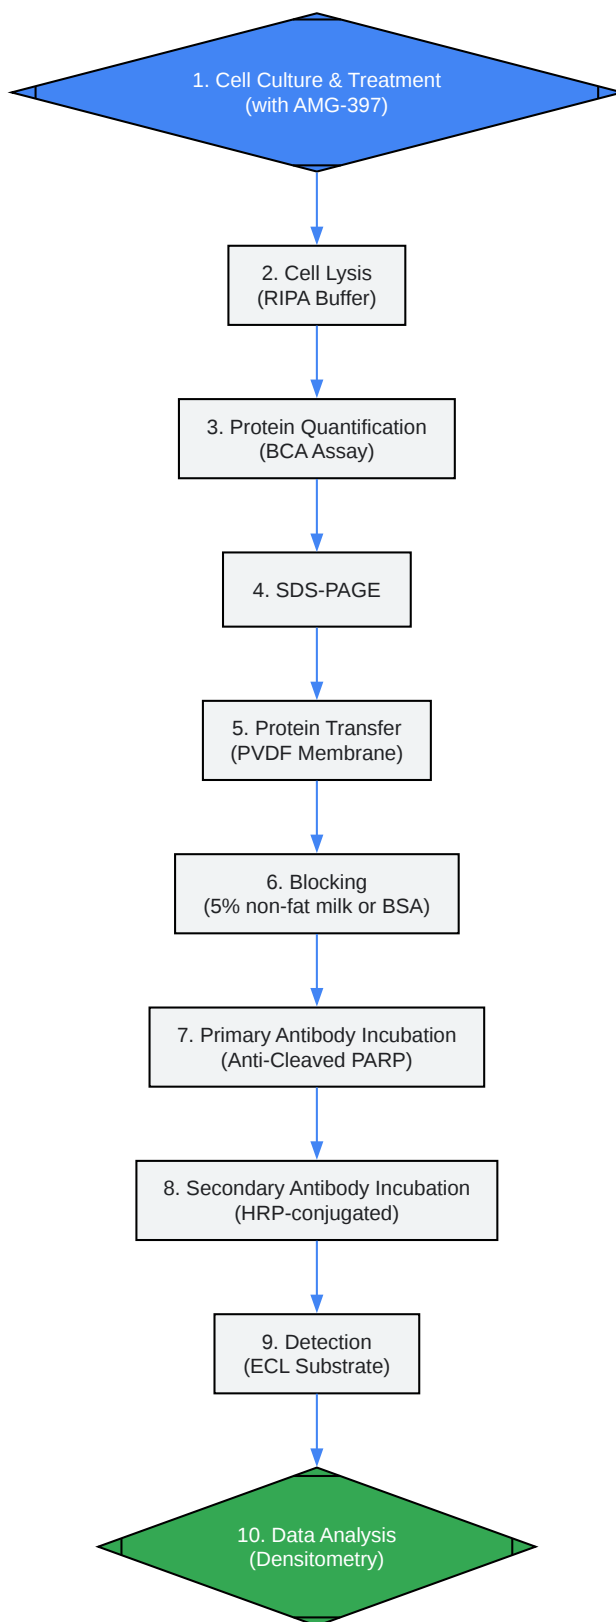 1. Cell Culture & Treatment
(with AMG-397)
2. Cell Lysis
(RIPA Buffer)
3. Protein Quantification
(BCA Assay)
4. SDS-PAGE
5. Protein Transfer
(PVDF Membrane)
6. Blocking
(5% non-fat milk or BSA)
7. Primary Antibody Incubation
(Anti-Cleaved PARP)
8. Secondary Antibody Incubation
(HRP-conjugated)
9. Detection
(ECL Substrate)
10. Data Analysis
(Densitometry)